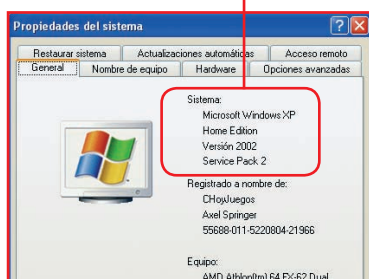 Propiedades del sistema
Restaurar sistema Actualizaciones automáticas Acceso remoto
General Nombre de equipo Hardware Opciones avanzadas
Sistema:
Microsoft Windows XP
Home Edition
Versión 2002
Service Pack 2
Registrado a nombre de:
CHoyJuegos
Axel Springer
55688-011-5220804-21966
Equipo:
AMD Athlon(tm) 64 FX-62 Dual